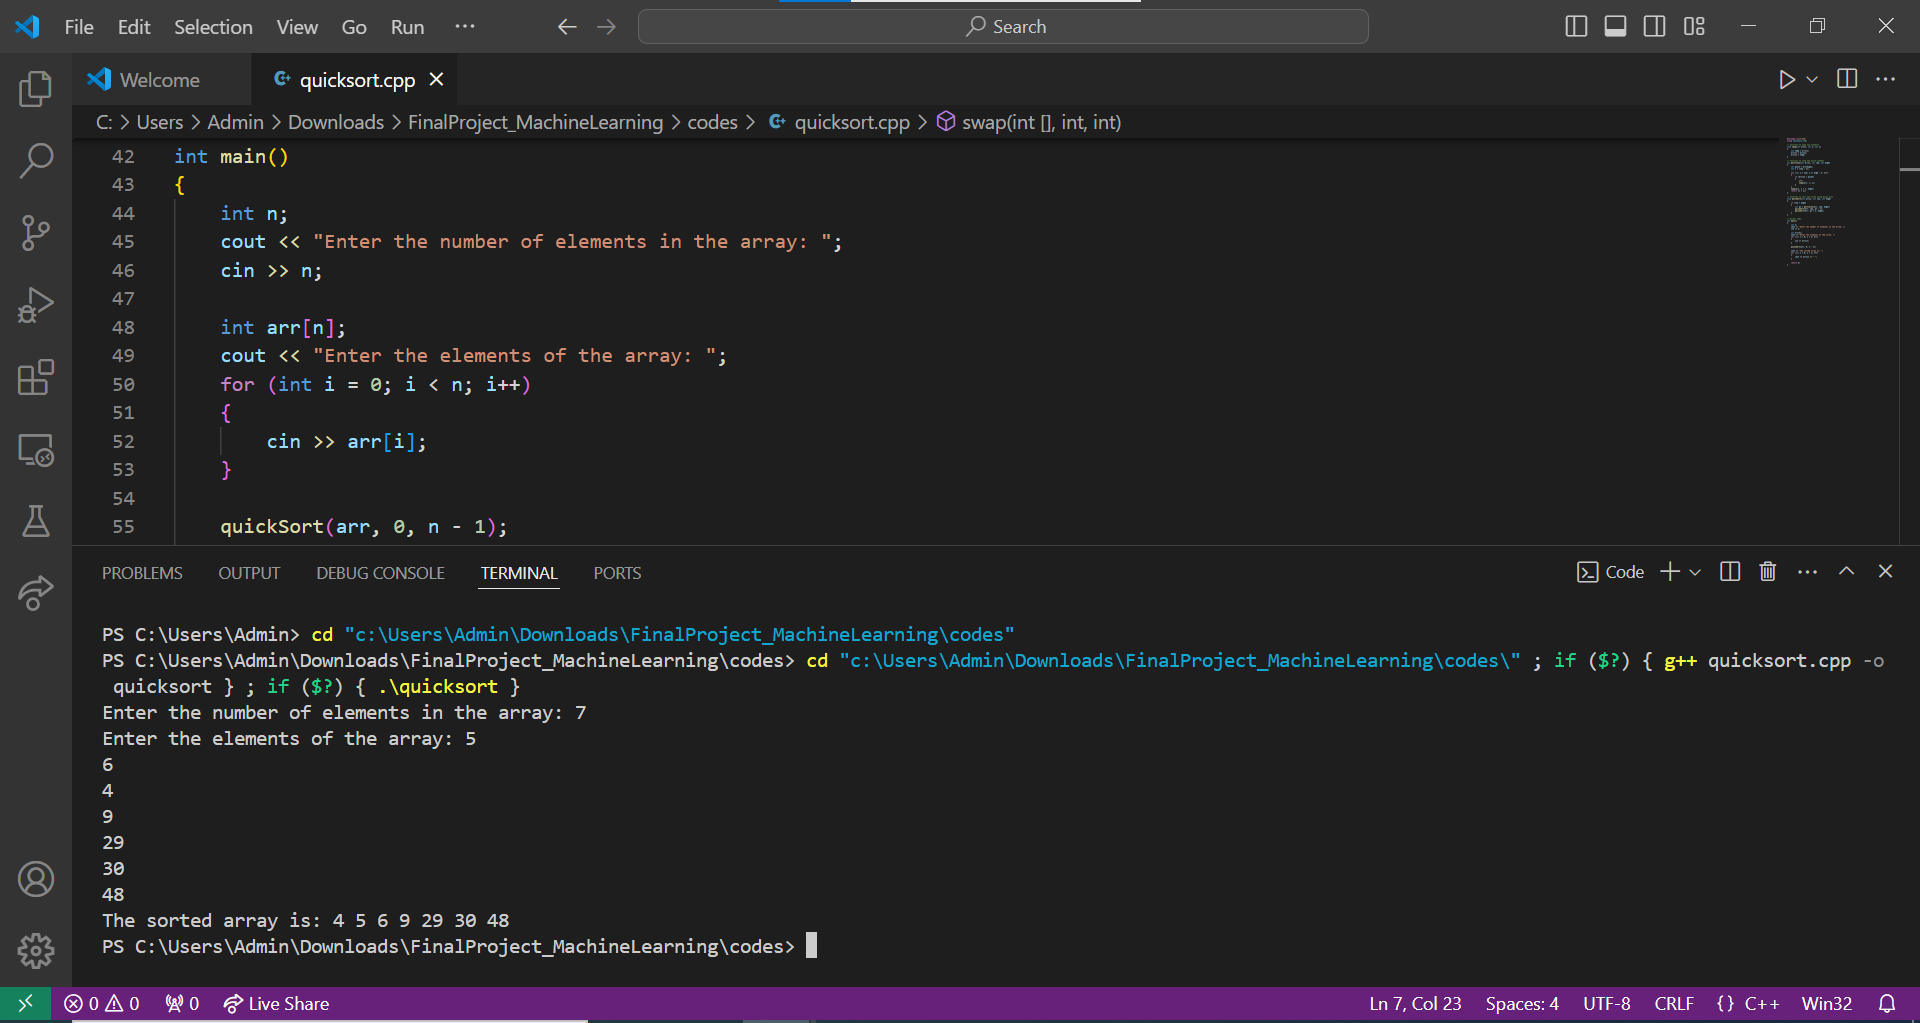 File Edit Selection View Go Run ··· Search
Welcome quicksort.cpp
C: > Users > Admin > Downloads > FinalProject_MachineLearning > codes > quicksort.cpp > swap(int [], int, int)
42 int main()
43 {
44 int n;
45 cout << "Enter the number of elements in the array: ";
46 cin >> n;
47
48 int arr[n];
49 cout << "Enter the elements of the array: ";
50 for (int i = 0; i < n; i++)
51 {
52 cin >> arr[i];
53 }
54
55 quickSort(arr, 0, n - 1);
PROBLEMS OUTPUT DEBUG CONSOLE TERMINAL PORTS Code
PS C:\Users\Admin> cd "c:\Users\Admin\Downloads\FinalProject_MachineLearning\codes"
PS C:\Users\Admin\Downloads\FinalProject_MachineLearning\codes> cd "c:\Users\Admin\Downloads\FinalProject_MachineLearning\codes\" ; if ($?) { g++ quicksort.cpp -o
quicksort } ; if ($?) { .\quicksort }
Enter the number of elements in the array: 7
Enter the elements of the array: 5
6
4
9
29
30
48
The sorted array is: 4 5 6 9 29 30 48
PS C:\Users\Admin\Downloads\FinalProject_MachineLearning\codes>
0 0 0 Live Share Ln 7, Col 23 Spaces: 4 UTF-8 CRLF {} C++ Win32